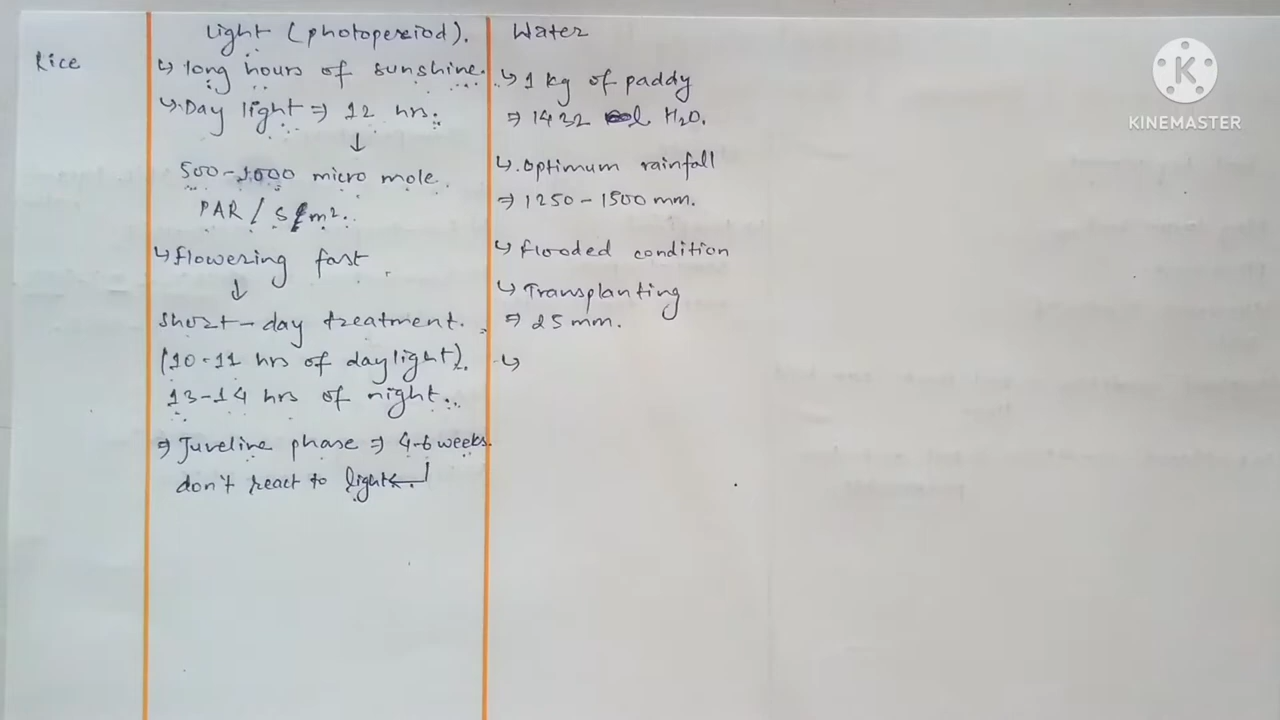 Rice
Light (photoperiod).
↳ long hours of sunshine.
↳ Day light ⇒ 12 hrs.
↓
500-1000 micro mole.
PAR / s/m².
↳ flowering fast
↓
Short-day treatment.
(10-11 hrs of daylight).
13-14 hrs of night.
⇒ Juveline phase ⇒ 4-6 weeks.
don't react to light.
Water
↳ 1 kg of paddy
⇒ 1432 l H2O.
↳ Optimum rainfall
⇒ 1250-1500 mm.
↳ flooded condition
↳ Transplanting
⇒ 25 mm.
↳
K
KINEMASTER